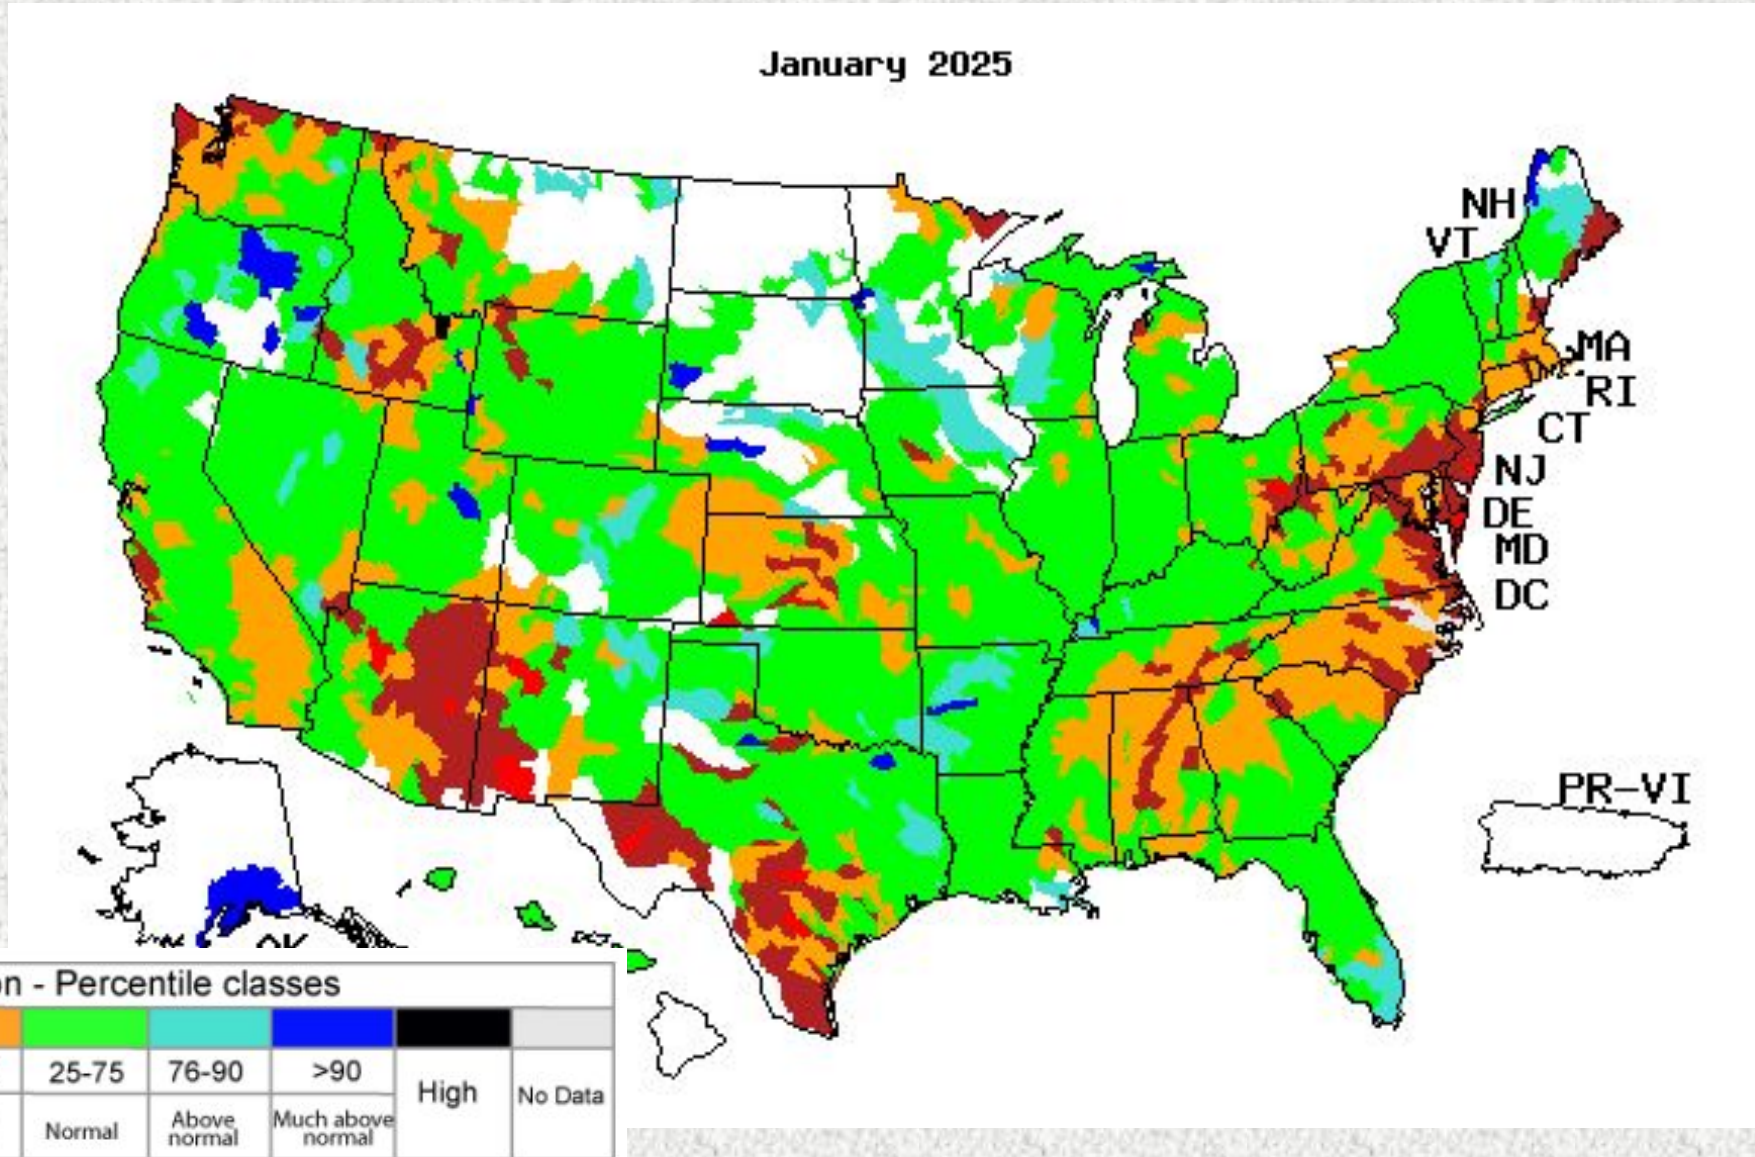 January 2025
NH
VT
MA
RI
CT
NJ
DE
MD
DC
PR-VI
n - Percentile classes
25-75
76-90
>90
High
No Data
Normal
Above normal
Much above normal